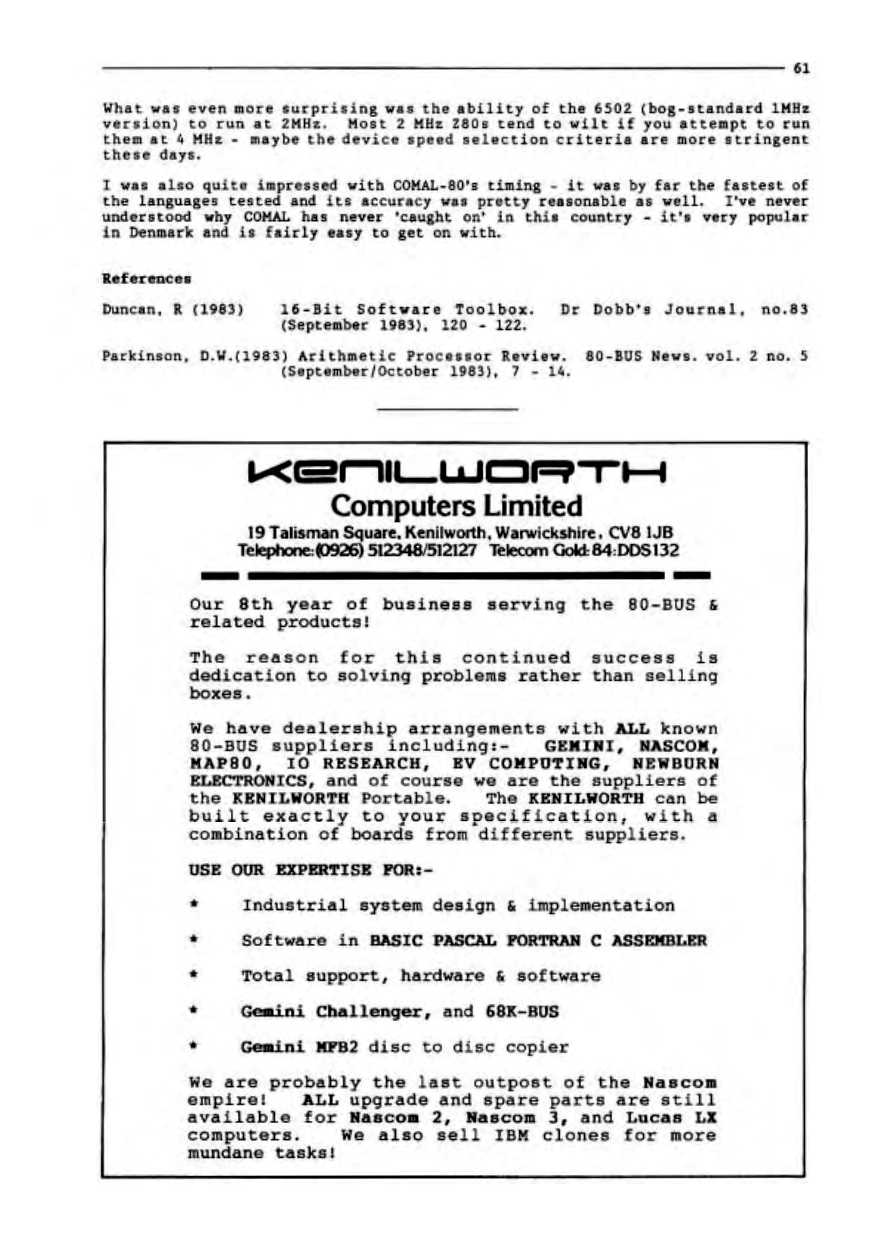 61
What was even more surprising was the ability of the 6502 (bog-standard 1MHz
version) to run at 2MHz. Most 2 MHz Z80s tend to wilt if you attempt to run
them at 4 MHz - maybe the device speed selection criteria are more stringent
these days.
I was also quite impressed with COMAL-80's timing - it was by far the fastest of
the languages tested and its accuracy was pretty reasonable as well. I've never
understood why COMAL has never 'caught on' in this country - it's very popular
in Denmark and is fairly easy to get on with.
References
Duncan, R (1983) 16-Bit Software Toolbox. Dr Dobb's Journal, no.83
(September 1983), 120 - 122.
Parkinson, D.W.(1983) Arithmetic Processor Review. 80-BUS News. vol. 2 no. 5
(September/October 1983), 7 - 14.
KENILWORTH
Computers Limited
19 Talisman Square, Kenilworth, Warwickshire, CV8 1JB
Telephone: (0926) 512348/512127 Telecom Gold: 84:DDS132
Our 8th year of business serving the 80-BUS &
related products!
The reason for this continued success is
dedication to solving problems rather than selling
boxes.
We have dealership arrangements with ALL known
80-BUS suppliers including:- GEMINI, NASCOM,
MAP80, IO RESEARCH, EV COMPUTING, NEWBURN
ELECTRONICS, and of course we are the suppliers of
the KENILWORTH Portable. The KENILWORTH can be
built exactly to your specification, with a
combination of boards from different suppliers.
USE OUR EXPERTISE FOR:-
* Industrial system design & implementation
* Software in BASIC PASCAL FORTRAN C ASSEMBLER
* Total support, hardware & software
* Gemini Challenger, and 68K-BUS
* Gemini MFB2 disc to disc copier
We are probably the last outpost of the Nascom
empire! ALL upgrade and spare parts are still
available for Nascom 2, Nascom 3, and Lucas LX
computers. We also sell IBM clones for more
mundane tasks!